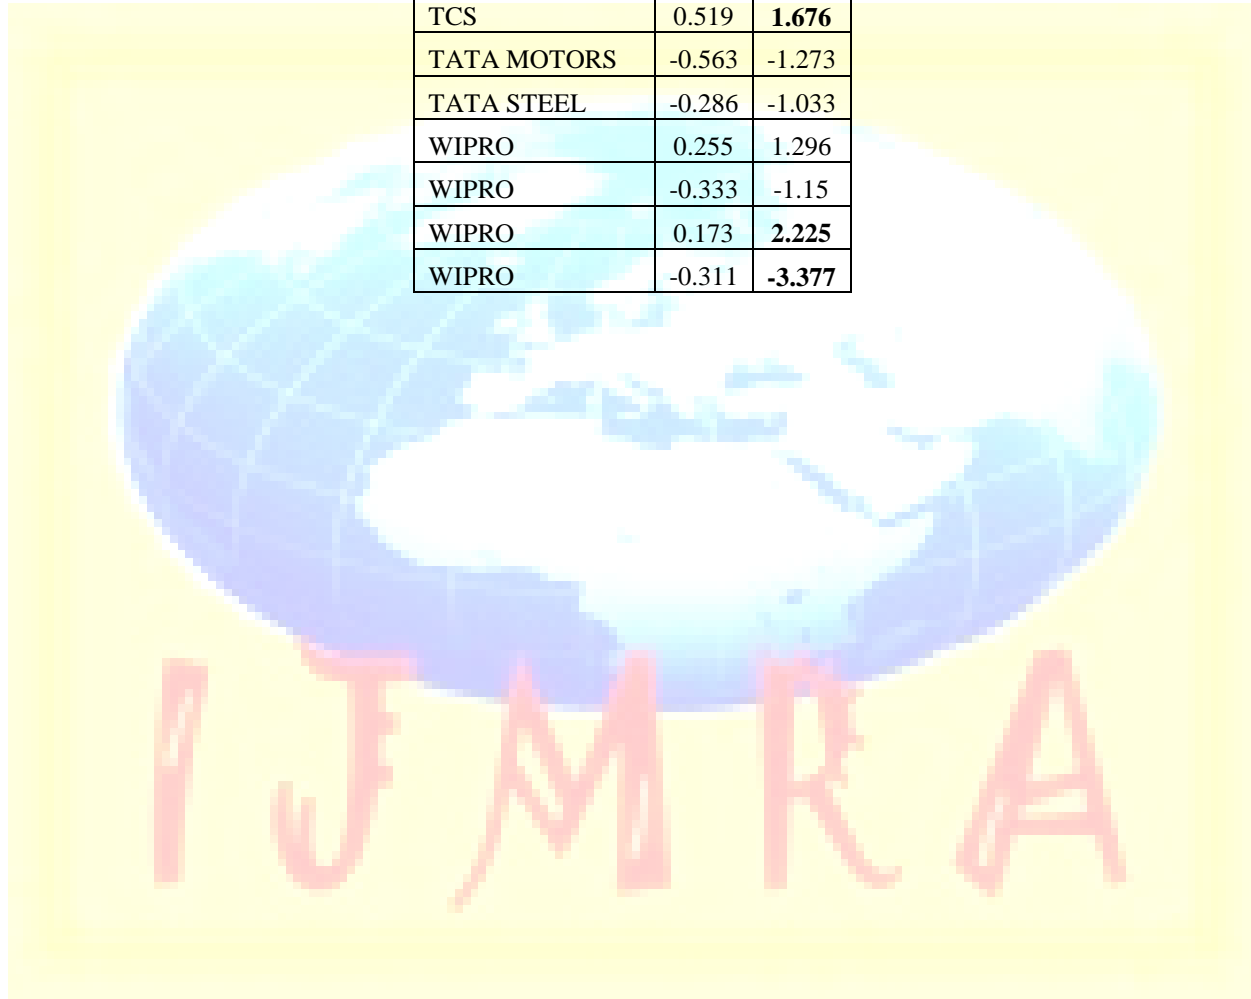 TCS 0.519 1.676
TATA MOTORS -0.563 -1.273
TATA STEEL -0.286 -1.033
WIPRO 0.255 1.296
WIPRO -0.333 -1.15
WIPRO 0.173 2.225
WIPRO -0.311 -3.377
IJMRA